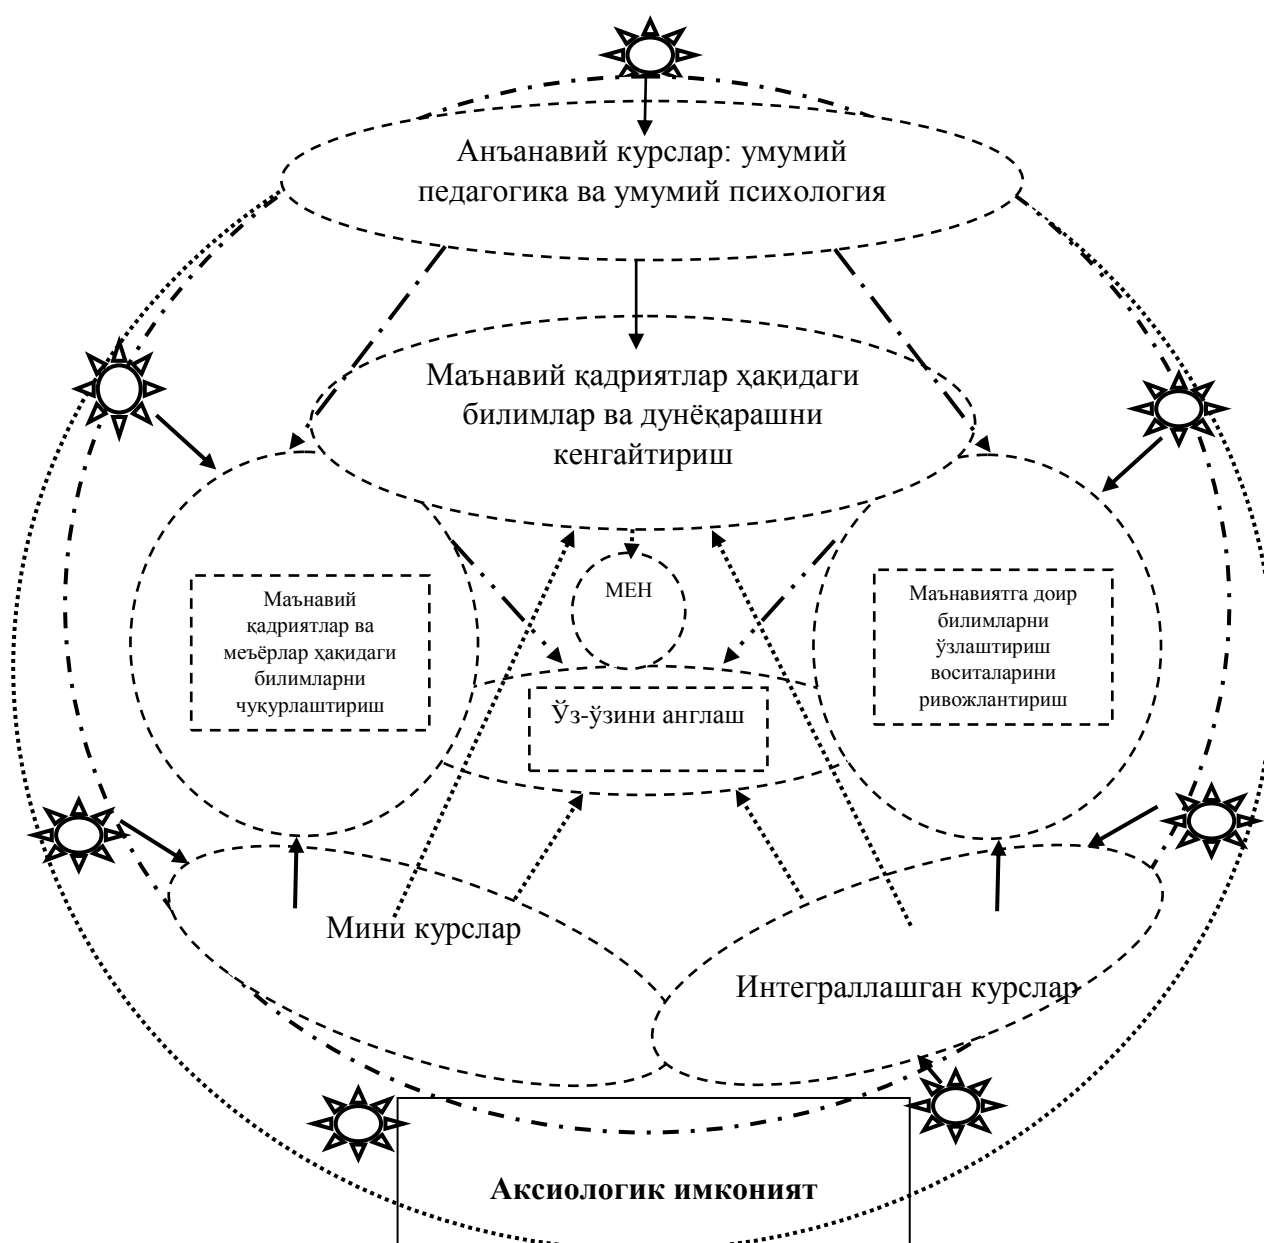 Анъанавий курслар: умумий
педагогика ва умумий психология
Маънавий қадриятлар ҳақидаги
билимлар ва дунёқарашни
кенгайтириш
МЕН
Маънавий
қадриятлар ва
меъёрлар ҳақидаги
билимларни
чуқурлаштириш
Маънавиятга доир
билимларни
ўзлаштириш
воситаларини
ривожлантириш
Ўз-ўзини англаш
Мини курслар
Интеграллашган курслар
Аксиологик имконият